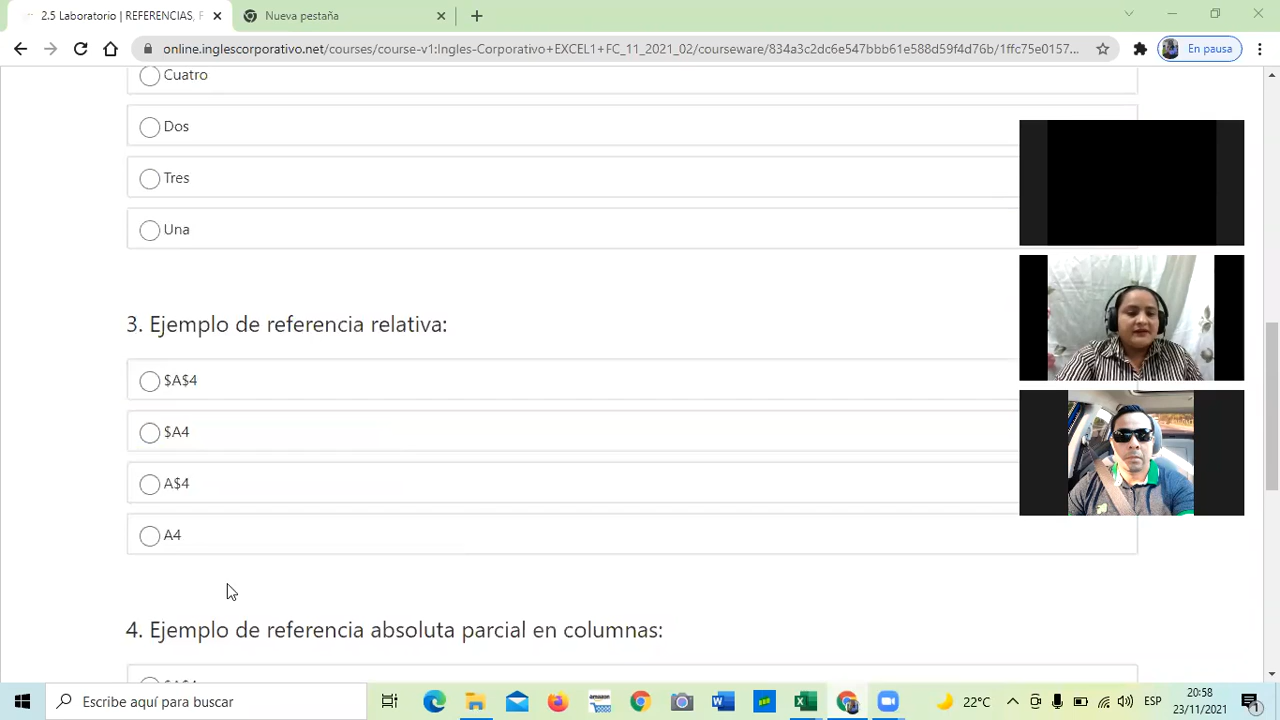 2.5 Laboratorio | REFERENCIAS, F
Nueva pestaña
online.inglescorporativo.net/courses/course-v1:Ingles-Corporativo+EXCEL1+FC_11_2021_02/courseware/834a3c2dc6e547bbb61e588d59f4d76b/1ffc75e0157...
En pausa
Cuatro
Dos
Tres
Una
3. Ejemplo de referencia relativa:
$A$4
$A4
A$4
A4
4. Ejemplo de referencia absoluta parcial en columnas:
Escribe aquí para buscar
amazon
22°C
ESP
20:58
23/11/2021
1